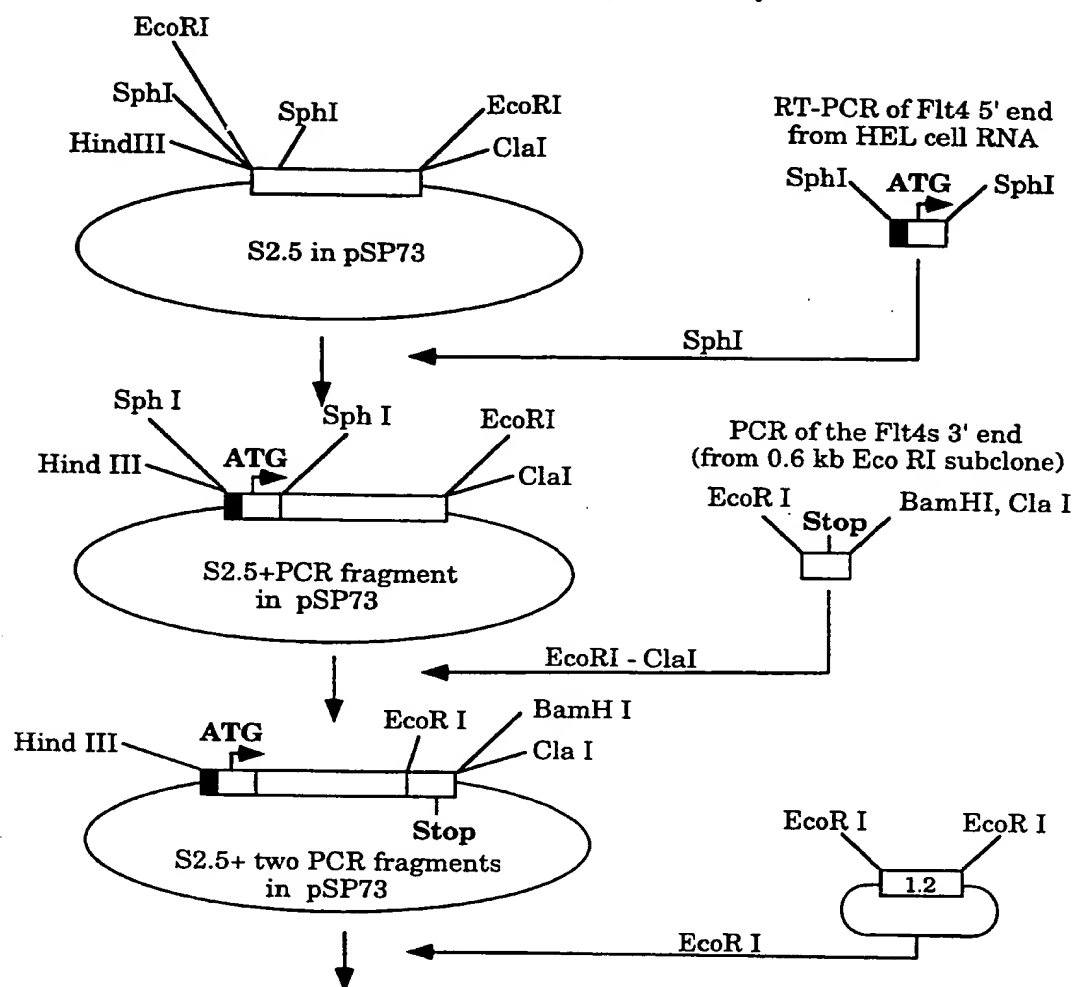 EcoRI
SphI
SphI
EcoRI
HindIII
ClaI
S2.5 in pSP73
RT-PCR of Flt4 5' end
from HEL cell RNA
SphI
ATG
SphI
SphI
Sph I
Sph I
EcoRI
Hind III
ATG
ClaI
S2.5+PCR fragment
in pSP73
PCR of the Flt4s 3' end
(from 0.6 kb Eco RI subclone)
EcoR I
Stop
BamHI, Cla I
EcoRI - ClaI
Hind III
ATG
EcoR I
BamH I
Cla I
Stop
S2.5+ two PCR fragments
in pSP73
EcoR I
EcoR I
1.2
EcoR I